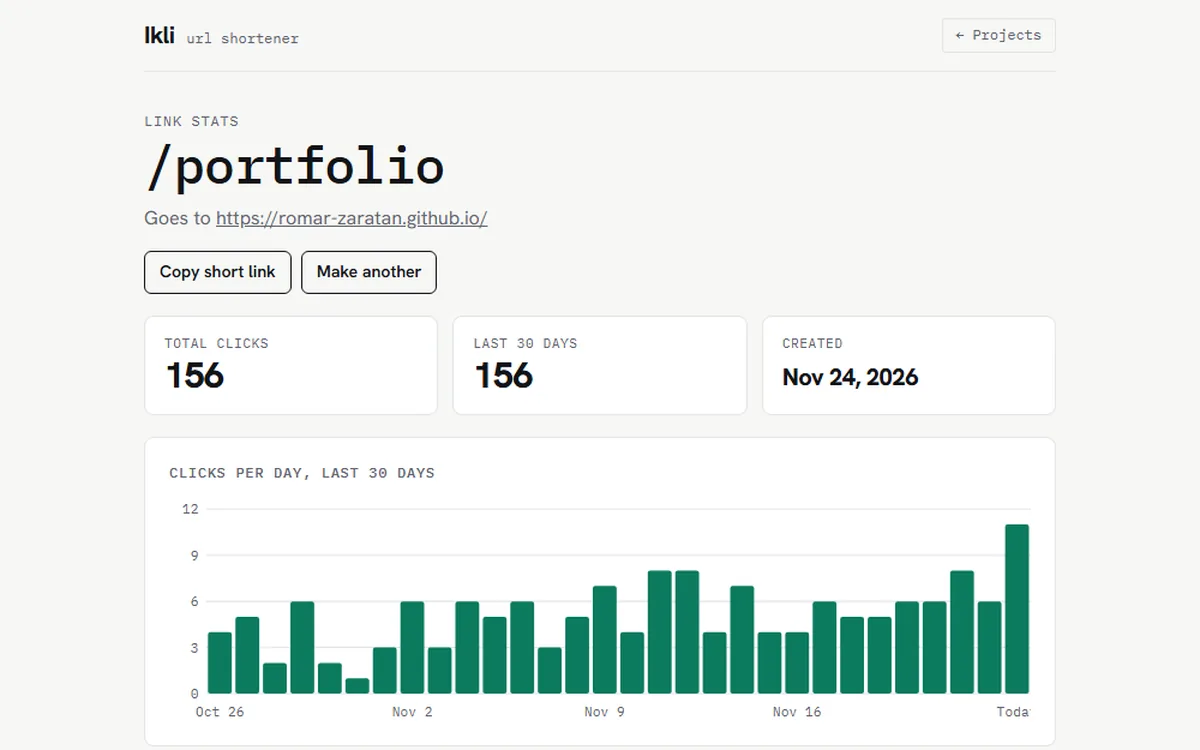 Ikli url shortener
← Projects
LINK STATS
/portfolio
Goes to https://romar-zaratan.github.io/
Copy short link
Make another
TOTAL CLICKS
156
LAST 30 DAYS
156
CREATED
Nov 24, 2026
CLICKS PER DAY, LAST 30 DAYS
12
9
6
3
0
Oct 26
Nov 2
Nov 9
Nov 16
Toda